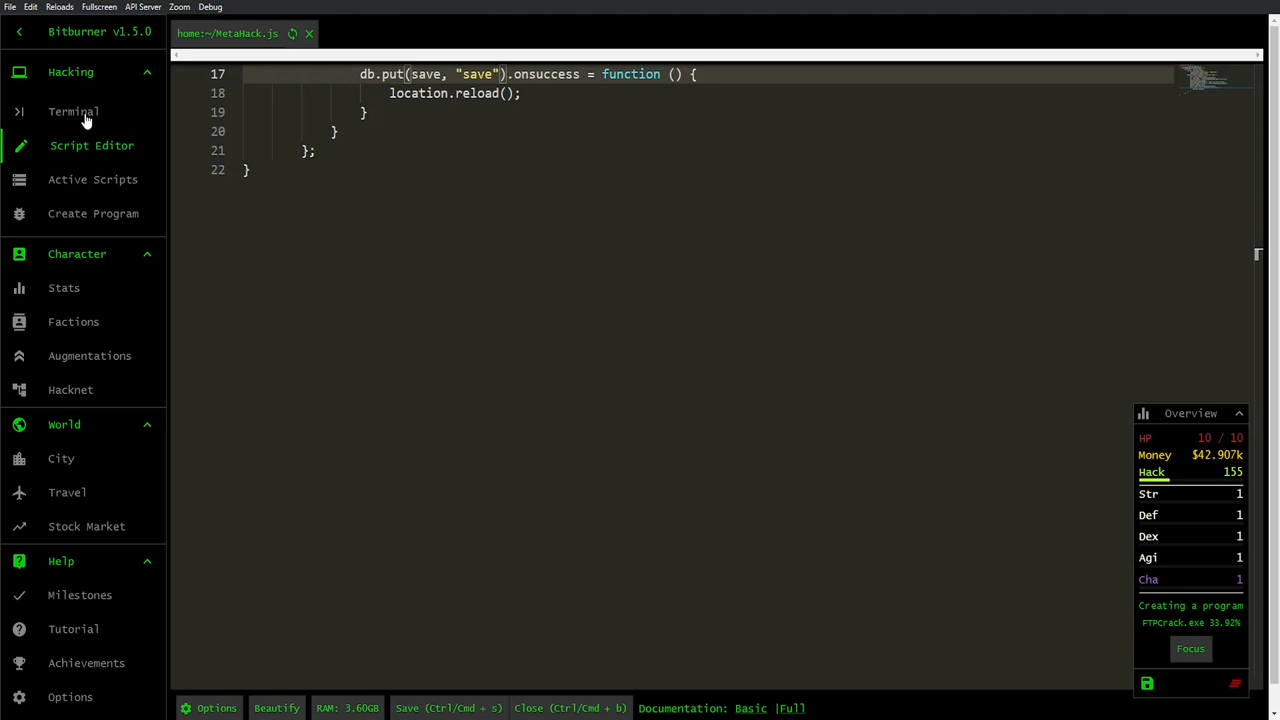 File Edit Reloads Fullscreen API Server Zoom Debug
Bitburner v1.5.0
Hacking
Terminal
Script Editor
Active Scripts
Create Program
Character
Stats
Factions
Augmentations
Hacknet
World
City
Travel
Stock Market
Help
Milestones
Tutorial
Achievements
Options
home:~/MetaHack.js
17 db.put(save, "save").onsuccess = function () {
18 location.reload();
19 }
20 }
21 };
22 }
Overview
HP 10 / 10
Money $42.907k
Hack 155
Str 1
Def 1
Dex 1
Agi 1
Cha 1
Creating a program
FTPCrack.exe 33.92%
Focus
Options Beautify RAM: 3.60GB Save (Ctrl/Cmd + s) Close (Ctrl/Cmd + b) Documentation: Basic |Full